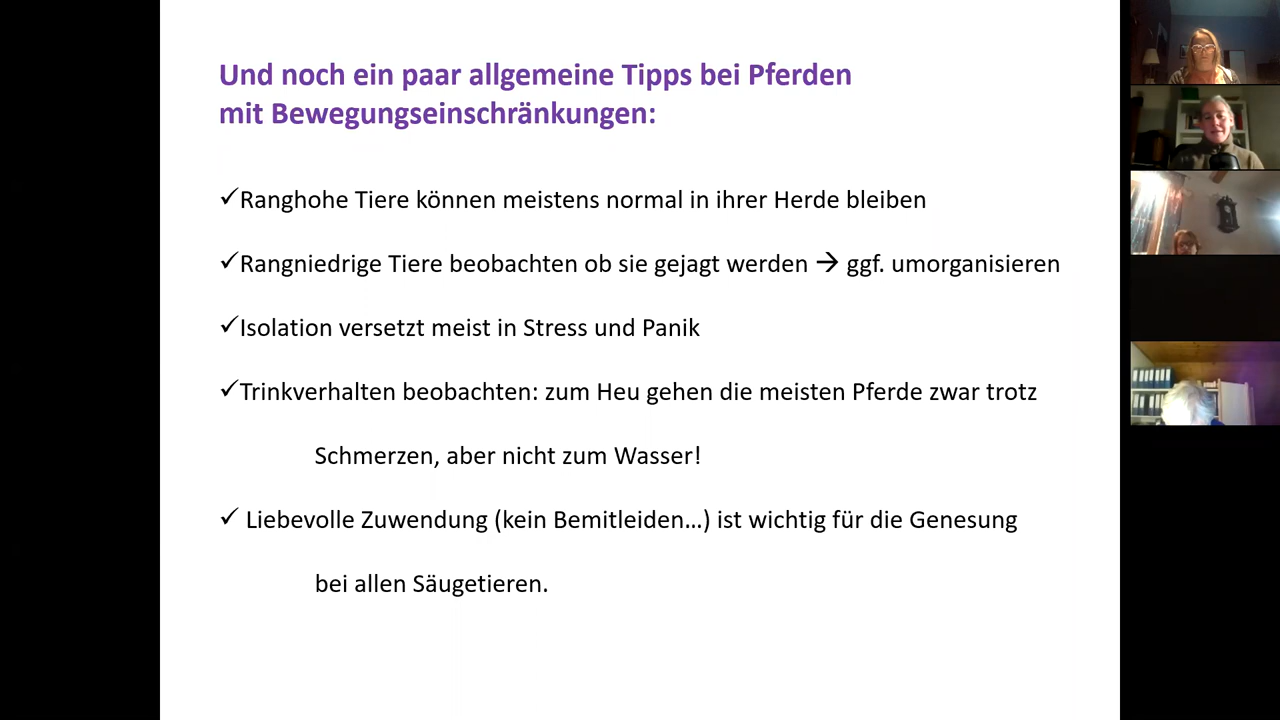 Und noch ein paar allgemeine Tipps bei Pferden
mit Bewegungseinschränkungen:
✓Ranghohe Tiere können meistens normal in ihrer Herde bleiben
✓Rangniedrige Tiere beobachten ob sie gejagt werden → ggf. umorganisieren
✓Isolation versetzt meist in Stress und Panik
✓Trinkverhalten beobachten: zum Heu gehen die meisten Pferde zwar trotz
Schmerzen, aber nicht zum Wasser!
✓ Liebevolle Zuwendung (kein Bemitleiden…) ist wichtig für die Genesung
bei allen Säugetieren.